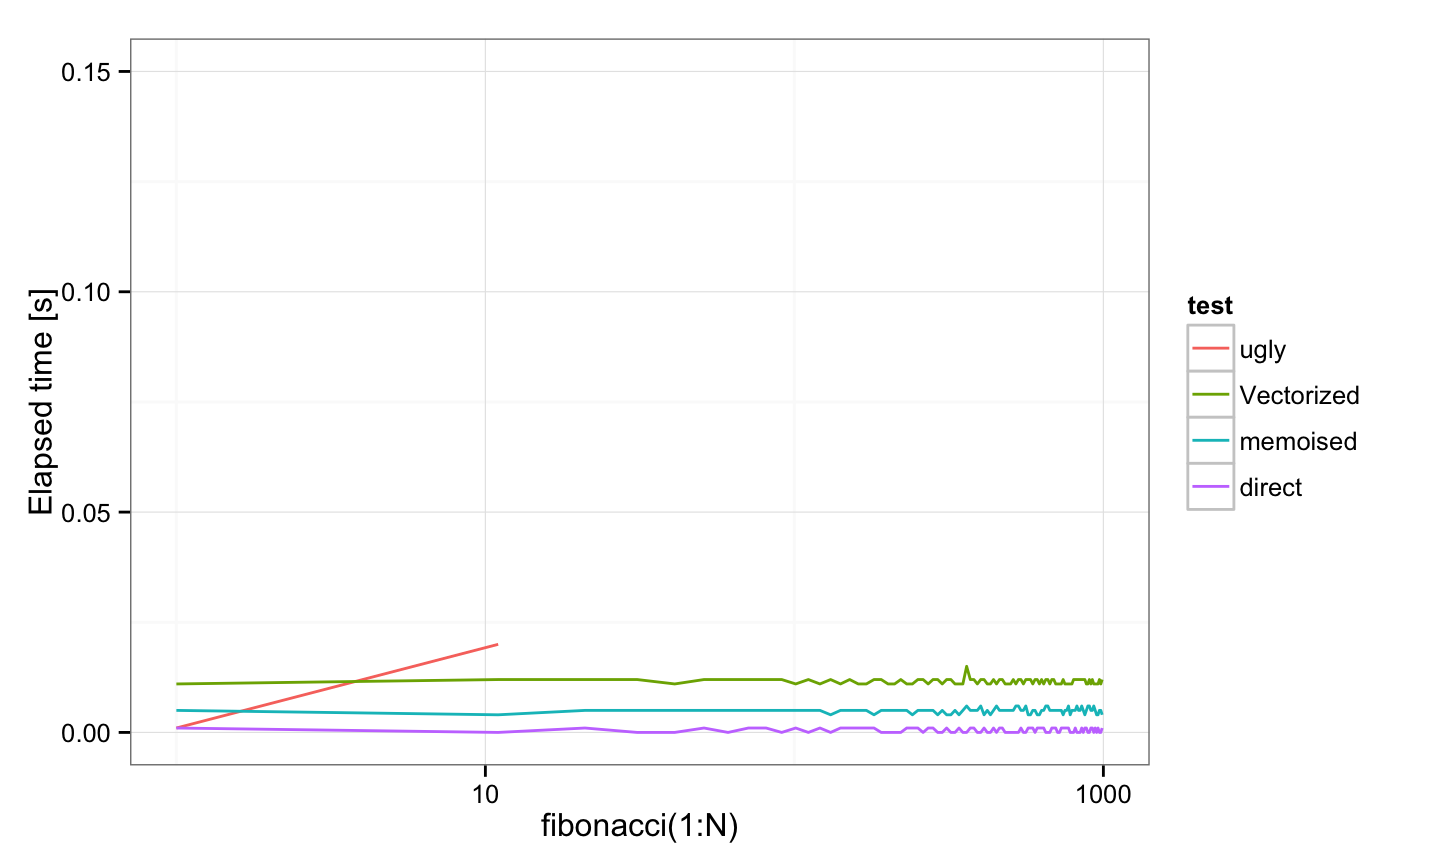 0.15
0.10
0.05
0.00
Elapsed time [s]
10
1000
fibonacci(1:N)
test
ugly
Vectorized
memoised
direct